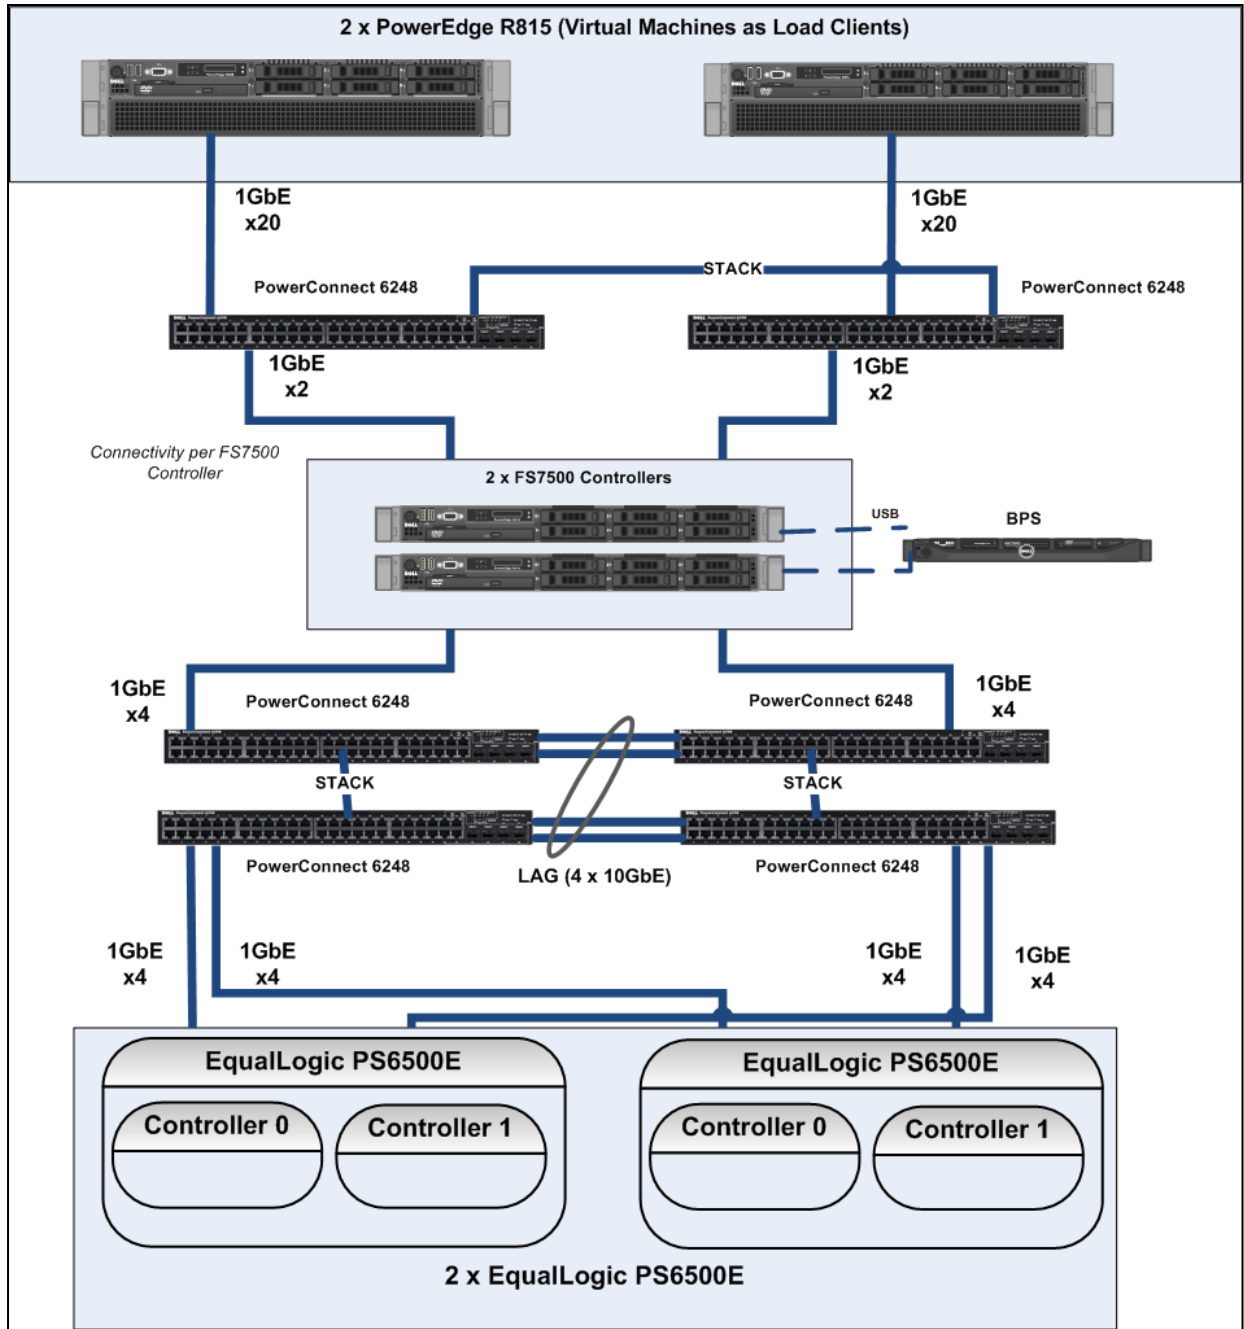 2 x PowerEdge R815 (Virtual Machines as Load Clients)
1GbE
x20
1GbE
x20
STACK
PowerConnect 6248
PowerConnect 6248
1GbE
x2
1GbE
x2
Connectivity per FS7500
Controller
2 x FS7500 Controllers
USB
BPS
1GbE
x4
PowerConnect 6248
PowerConnect 6248
1GbE
x4
STACK
STACK
PowerConnect 6248
PowerConnect 6248
LAG (4 x 10GbE)
1GbE
x4
1GbE
x4
1GbE
x4
1GbE
x4
EqualLogic PS6500E
EqualLogic PS6500E
Controller 0
Controller 1
Controller 0
Controller 1
2 x EqualLogic PS6500E